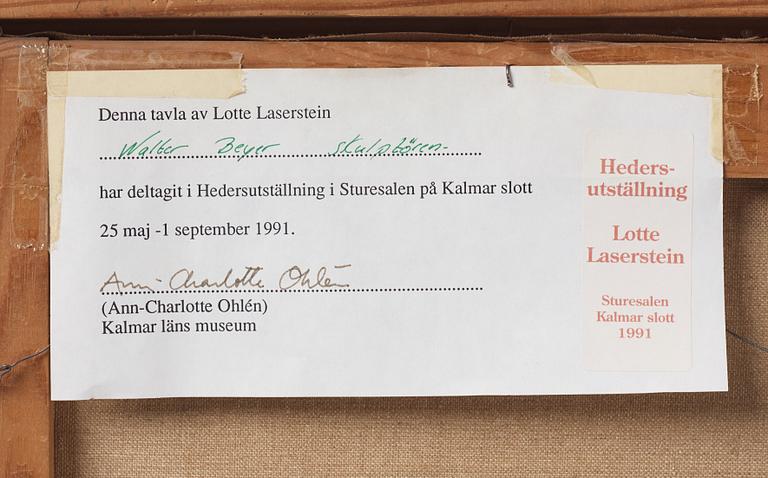 Denna tavla av Lotte Laserstein
Walter Beyer skulptören-
har deltagit i Hedersutställning i Sturesalen på Kalmar slott
25 maj -1 september 1991.
Ann-Charlotte Ohlén
(Ann-Charlotte Ohlén)
Kalmar läns museum
Heders-
utställning
Lotte
Laserstein
Sturesalen
Kalmar slott
1991